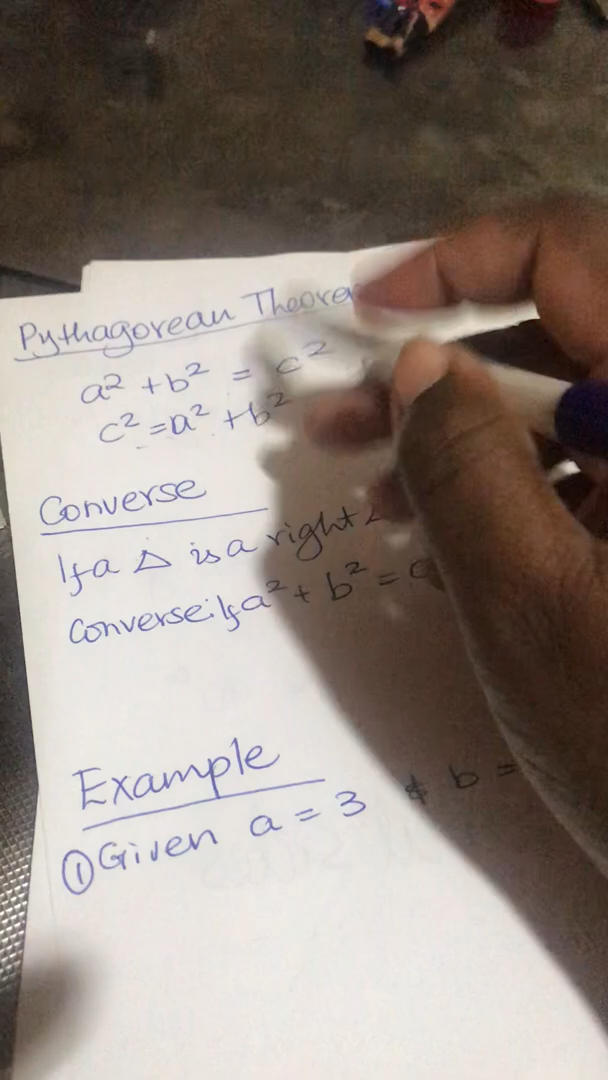 Pythagorean
a² + b² = c²
c² = a² + b²
Converse
If a △ is a right
Converse: If a² + b² =
Example
① Given a = 3 & b =